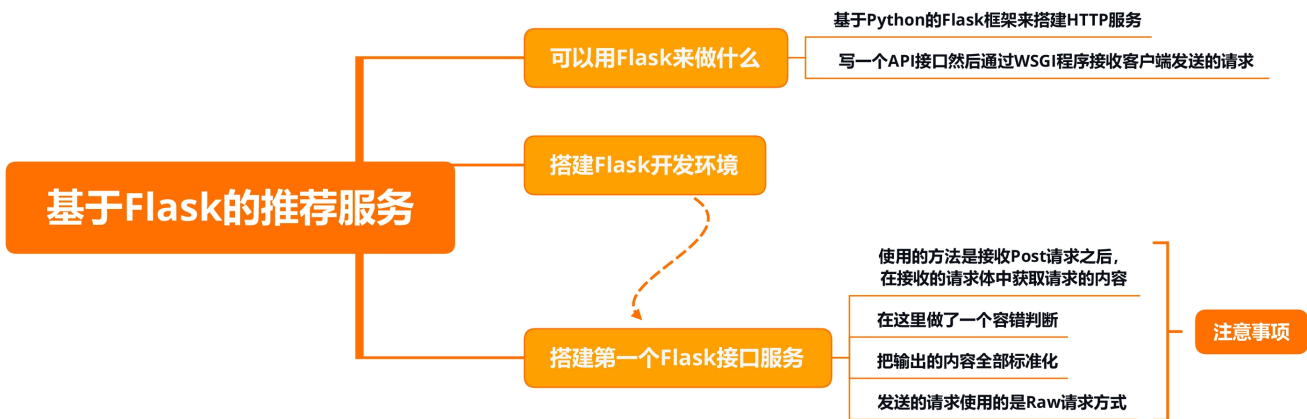 基于Flask的推荐服务
可以用Flask来做什么
基于Python的Flask框架来搭建HTTP服务
写一个API接口然后通过WSGI程序接收客户端发送的请求
搭建Flask开发环境
搭建第一个Flask接口服务
使用的方法是接收Post请求之后，
在接收的请求体中获取请求的内容
在这里做了一个容错判断
把输出的内容全部标准化
发送的请求使用的是Raw请求方式
注意事项